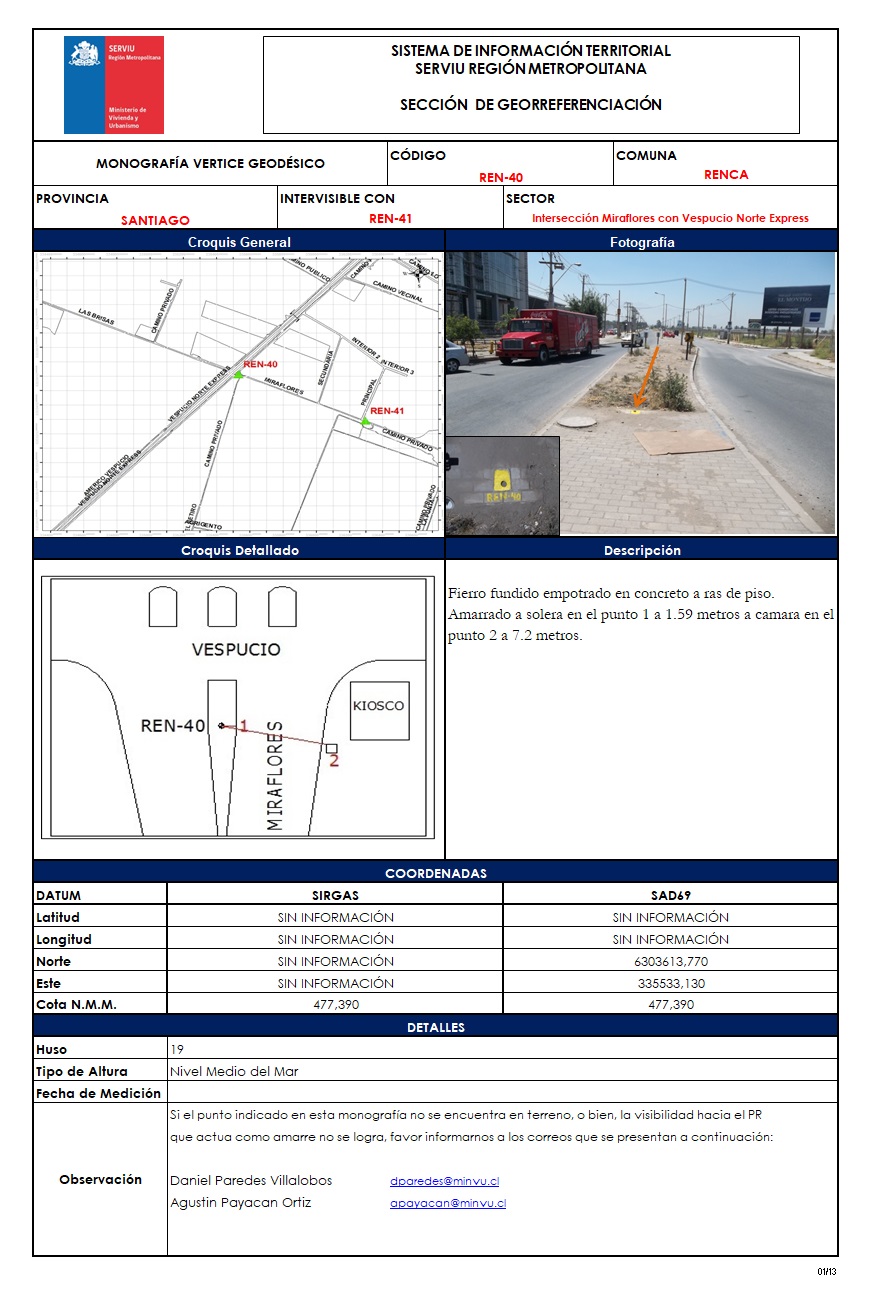 SERVIU
Región Metropolitana
Ministerio de
Vivienda y
Urbanismo
SISTEMA DE INFORMACIÓN TERRITORIAL
SERVIU REGIÓN METROPOLITANA
SECCIÓN DE GEORREFERENCIACIÓN
MONOGRAFÍA VERTICE GEODÉSICO
CÓDIGO
REN-40
COMUNA
RENCA
PROVINCIA
SANTIAGO
INTERVISIBLE CON
REN-41
SECTOR
Intersección Miraflores con Vespucio Norte Express
Croquis General
Fotografía
CAMINO VECINAL
LAS BRISAS
CAMINO PRIVADO
INTERIOR 2
INTERIOR 3
SECUNDARIA
REN-40
MIRAFLORES
PRINCIPAL
REN-41
VESPUCIO NORTE EXPRESS
CAMINO PRIVADO
CAMINO PRIVADO
AMERICO VESPUCIO
VESPUCIO NORTE EXPRESS
CAMINO PRIVADO
REN-40
Croquis Detallado
Descripción
VESPUCIO
KIOSCO
REN-40
1
MIRAFLORES
2
Fierro fundido empotrado en concreto a ras de piso.
Amarrado a solera en el punto 1 a 1.59 metros a camara en el
punto 2 a 7.2 metros.
COORDENADAS
DATUM SIRGAS SAD69
Latitud SIN INFORMACIÓN SIN INFORMACIÓN
Longitud SIN INFORMACIÓN SIN INFORMACIÓN
Norte SIN INFORMACIÓN 6303613,770
Este SIN INFORMACIÓN 335533,130
Cota N.M.M. 477,390 477,390
DETALLES
Huso 19
Tipo de Altura Nivel Medio del Mar
Fecha de Medición
Observación
Si el punto indicado en esta monografía no se encuentra en terreno, o bien, la visibilidad hacia el PR
que actua como amarre no se logra, favor informarnos a los correos que se presentan a continuación:
Daniel Paredes Villalobos dparedes@minvu.cl
Agustin Payacan Ortiz apayacan@minvu.cl
01/13